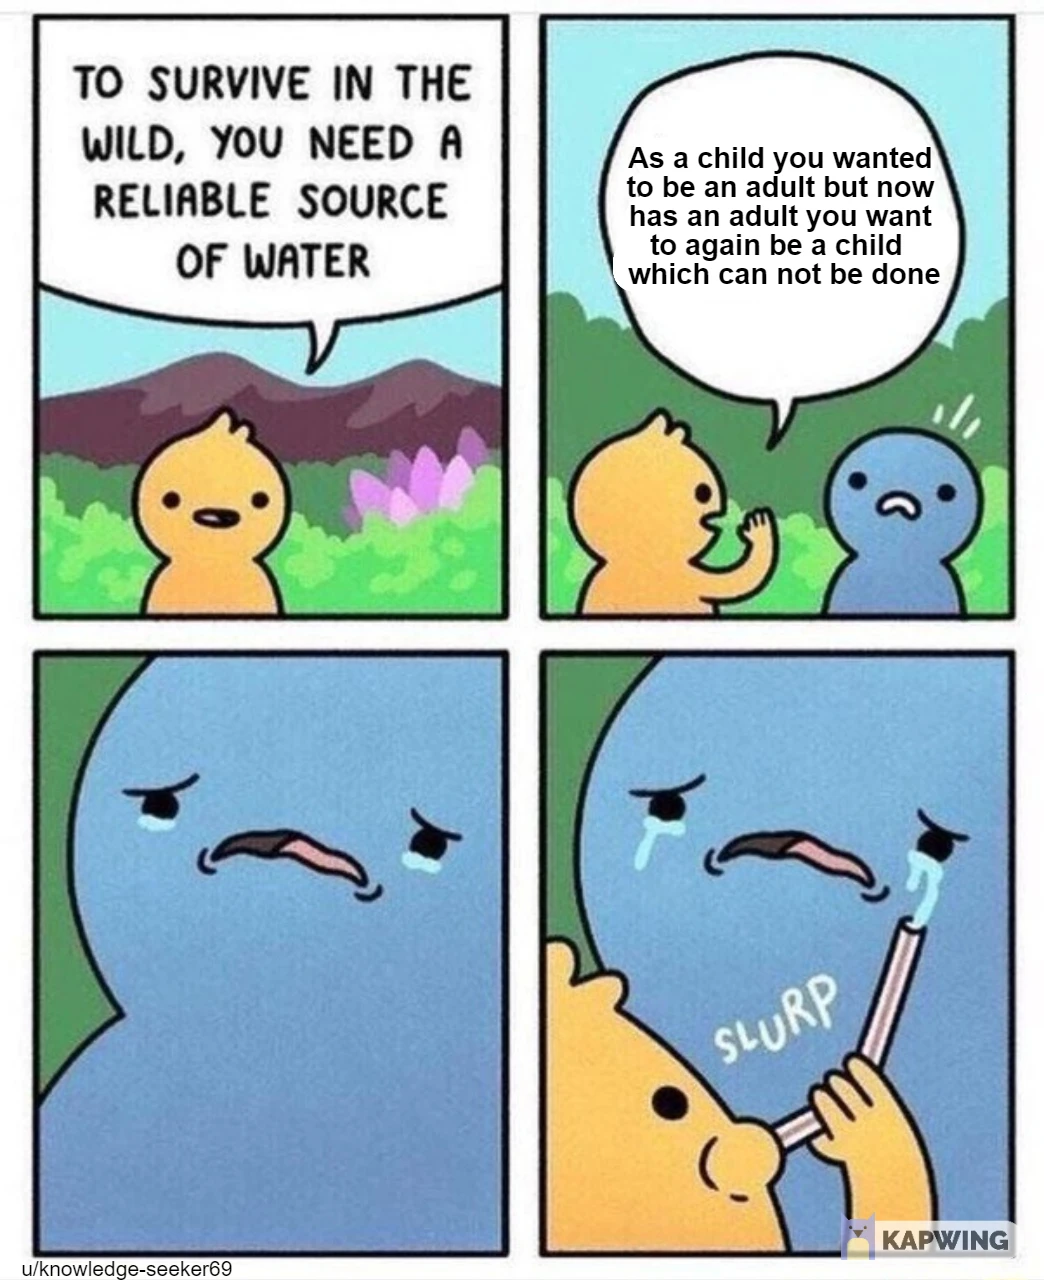 TO SURVIVE IN THE
WILD, YOU NEED A
RELIABLE SOURCE
OF WATER
As a child you wanted
to be an adult but now
has an adult you want
to again be a child
which can not be done
SLURP
KAPWING
u/knowledge-seeker69